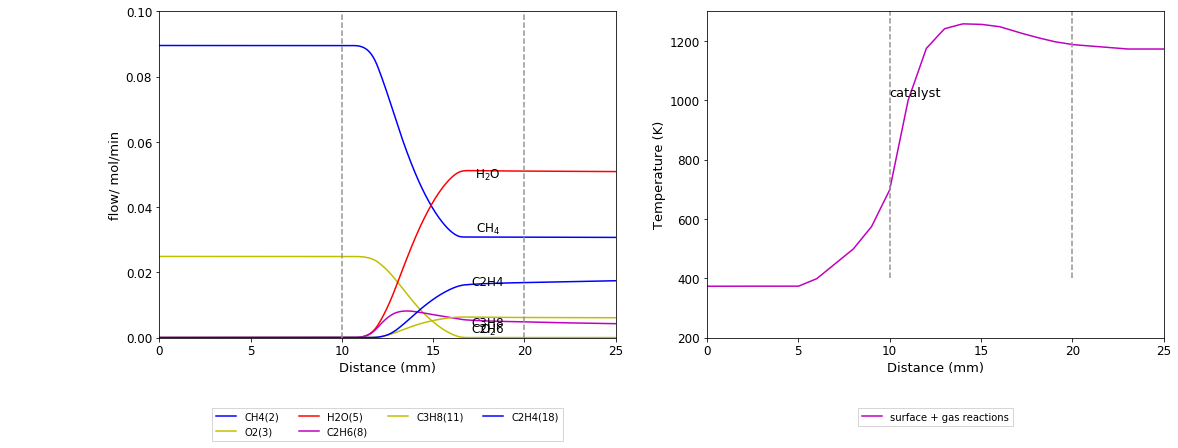 0.10
0.08
0.06
0.04
0.02
0.00
flow/ mol/min
H₂O
CH₄
C2H4
C3H8
0
5
10
15
20
25
Distance (mm)
CH4(2)
H2O(5)
C3H8(11)
C2H4(18)
O2(3)
C2H6(8)
1200
1000
800
600
400
200
Temperature (K)
catalyst
0
5
10
15
20
25
Distance (mm)
surface + gas reactions